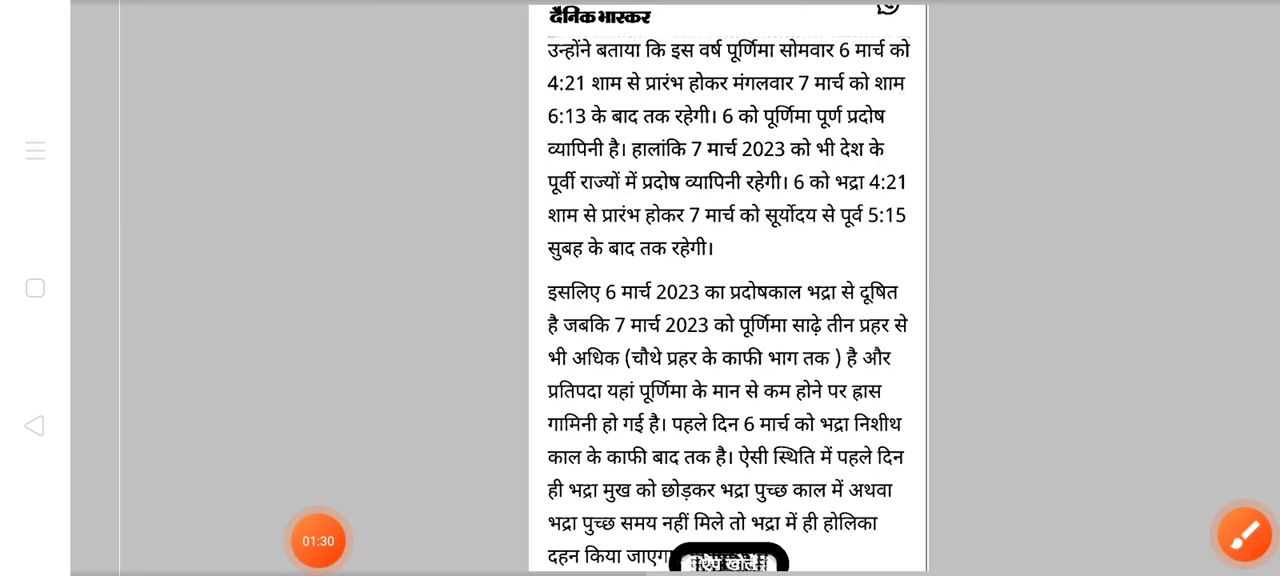 दैनिक भास्कर
उन्होंने बताया कि इस वर्ष पूर्णिमा सोमवार 6 मार्च को
4:21 शाम से प्रारंभ होकर मंगलवार 7 मार्च को शाम
6:13 के बाद तक रहेगी। 6 को पूर्णिमा पूर्ण प्रदोष
व्यापिनी है। हालांकि 7 मार्च 2023 को भी देश के
पूर्वी राज्यों में प्रदोष व्यापिनी रहेगी। 6 को भद्रा 4:21
शाम से प्रारंभ होकर 7 मार्च को सूर्योदय से पूर्व 5:15
सुबह के बाद तक रहेगी।
इसलिए 6 मार्च 2023 का प्रदोषकाल भद्रा से दूषित
है जबकि 7 मार्च 2023 को पूर्णिमा साढ़े तीन प्रहर से
भी अधिक (चौथे प्रहर के काफी भाग तक ) है और
प्रतिपदा यहां पूर्णिमा के मान से कम होने पर ह्रास
गामिनी हो गई है। पहले दिन 6 मार्च को भद्रा निशीथ
काल के काफी बाद तक है। ऐसी स्थिति में पहले दिन
ही भद्रा मुख को छोड़कर भद्रा पुच्छ काल में अथवा
भद्रा पुच्छ समय नहीं मिले तो भद्रा में ही होलिका
दहन किया जाएगा
01:30